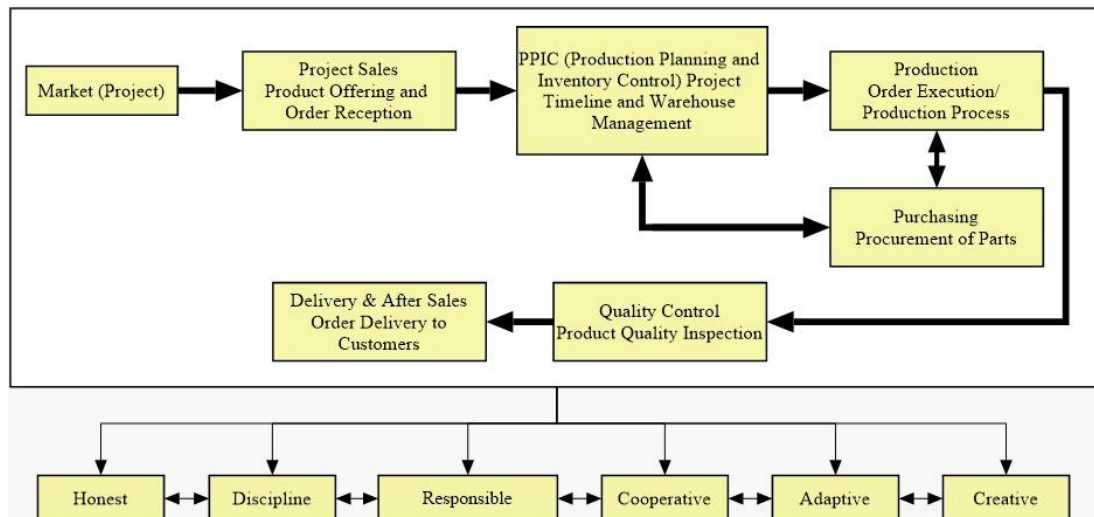 Market (Project)
Project Sales
Product Offering and
Order Reception
PPIC (Production Planning and
Inventory Control) Project
Timeline and Warehouse
Management
Production
Order Execution/
Production Process
Purchasing
Procurement of Parts
Delivery & After Sales
Order Delivery to
Customers
Quality Control
Product Quality Inspection
Honest
Discipline
Responsible
Cooperative
Adaptive
Creative